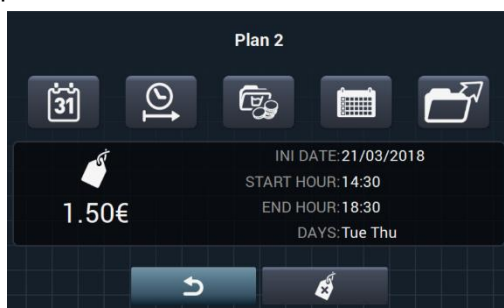 Plan 2
31
INI DATE:21/03/2018
START HOUR:14:30
1.50€
END HOUR:18:30
DAYS:Tue Thu